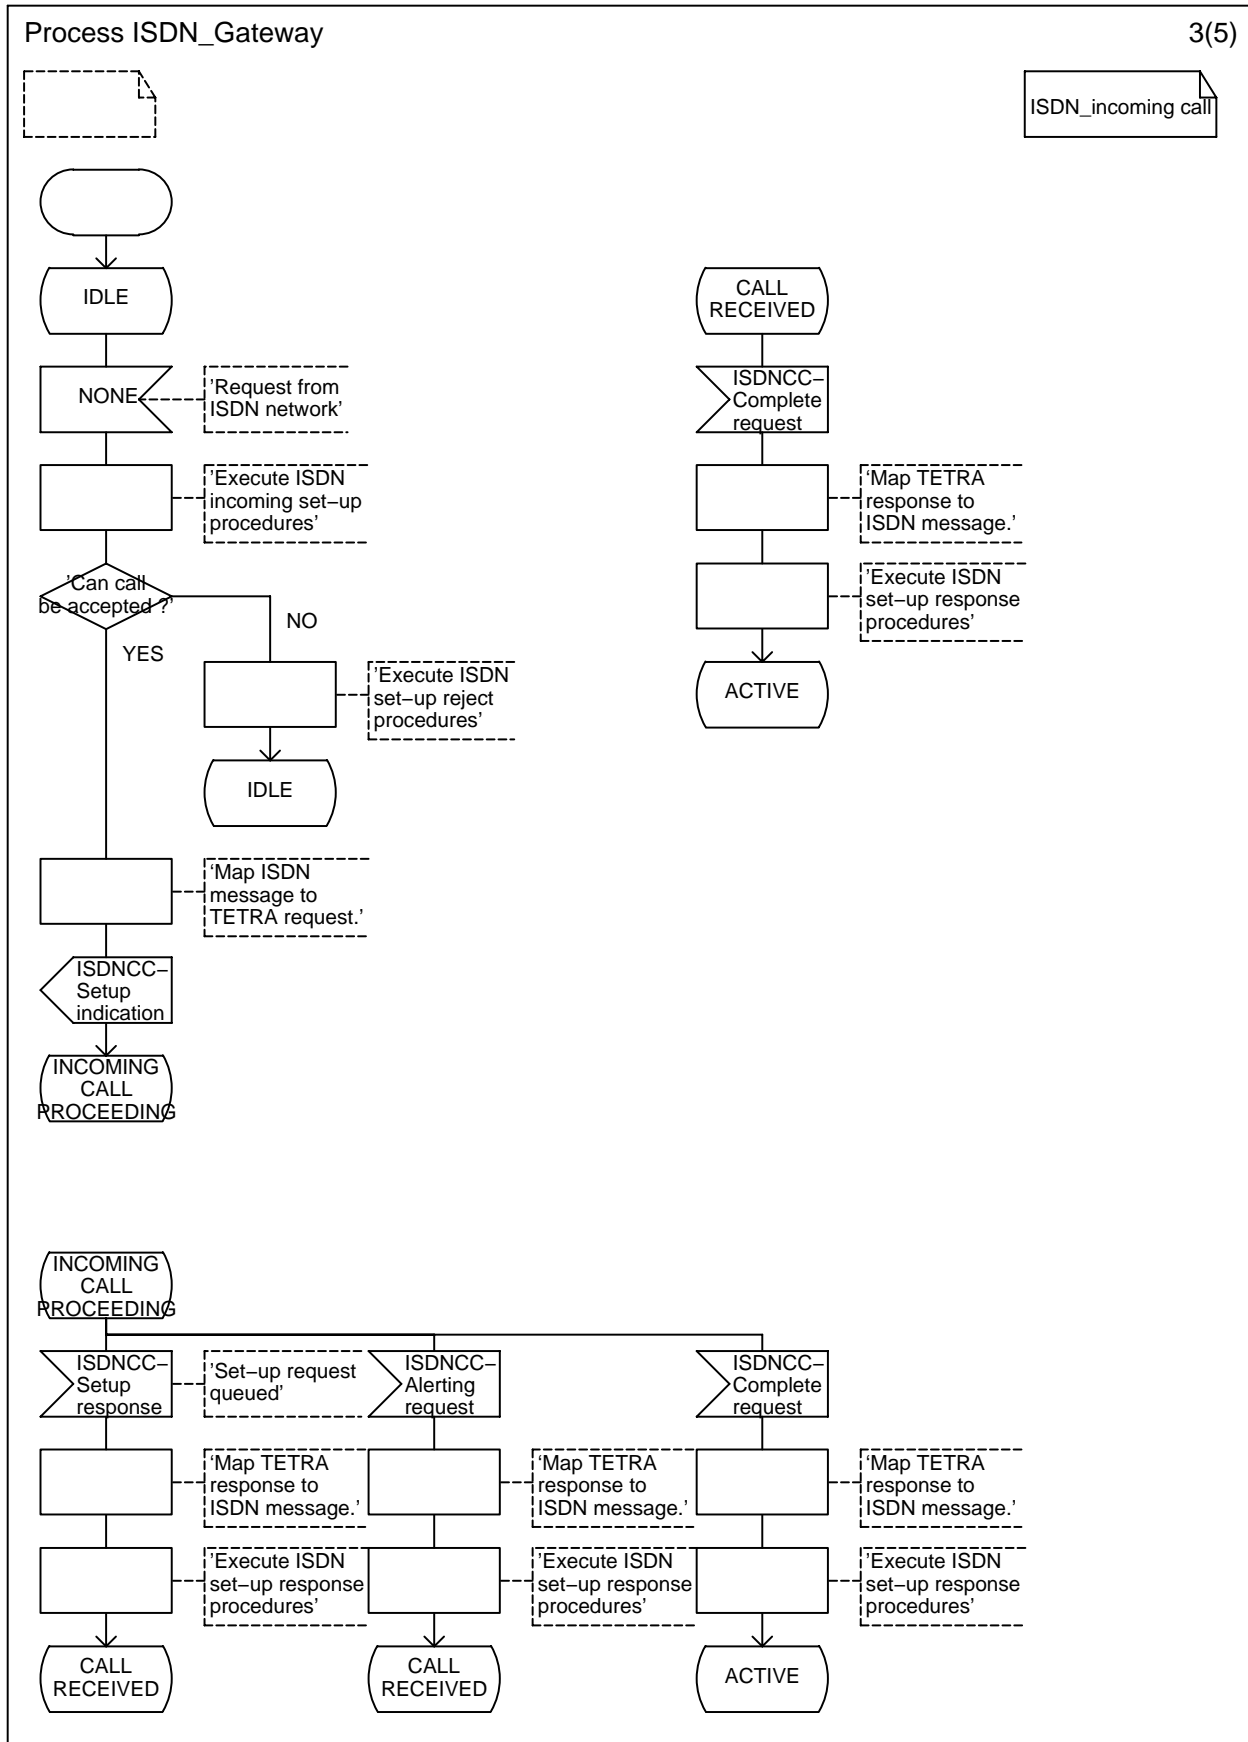 Process ISDN_Gateway
3(5)
ISDN_incoming call
IDLE
NONE
’Request from
ISDN network’
’Execute ISDN
incoming set–up
procedures’
’Can call
be accepted ?’
NO
YES
’Execute ISDN
set–up reject
procedures’
IDLE
’Map ISDN
message to
TETRA request.’
ISDNCC–
Setup
indication
INCOMING
CALL
PROCEEDING
CALL
RECEIVED
ISDNCC–
Complete
request
’Map TETRA
response to
ISDN message.’
’Execute ISDN
set–up response
procedures’
ACTIVE
INCOMING
CALL
PROCEEDING
ISDNCC–
Setup
response
’Set–up request
queued’
’Map TETRA
response to
ISDN message.’
’Execute ISDN
set–up response
procedures’
CALL
RECEIVED
ISDNCC–
Alerting
request
’Map TETRA
response to
ISDN message.’
’Execute ISDN
set–up response
procedures’
CALL
RECEIVED
ISDNCC–
Complete
request
’Map TETRA
response to
ISDN message.’
’Execute ISDN
set–up response
procedures’
ACTIVE